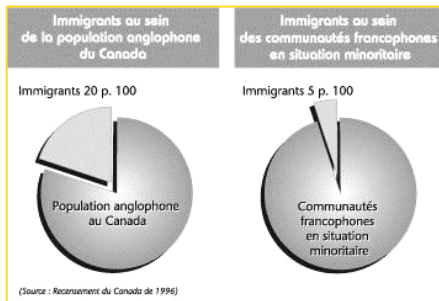 Immigrants au sein
de la population anglophone
du Canada
Immigrants 20 p. 100
Population anglophone
au Canada
Immigrants au sein
des communautés francophones
en situation minoritaire
Immigrants 5 p. 100
Communautés
francophones
en situation
minoritaire
(Source : Recensement du Canada de 1996)